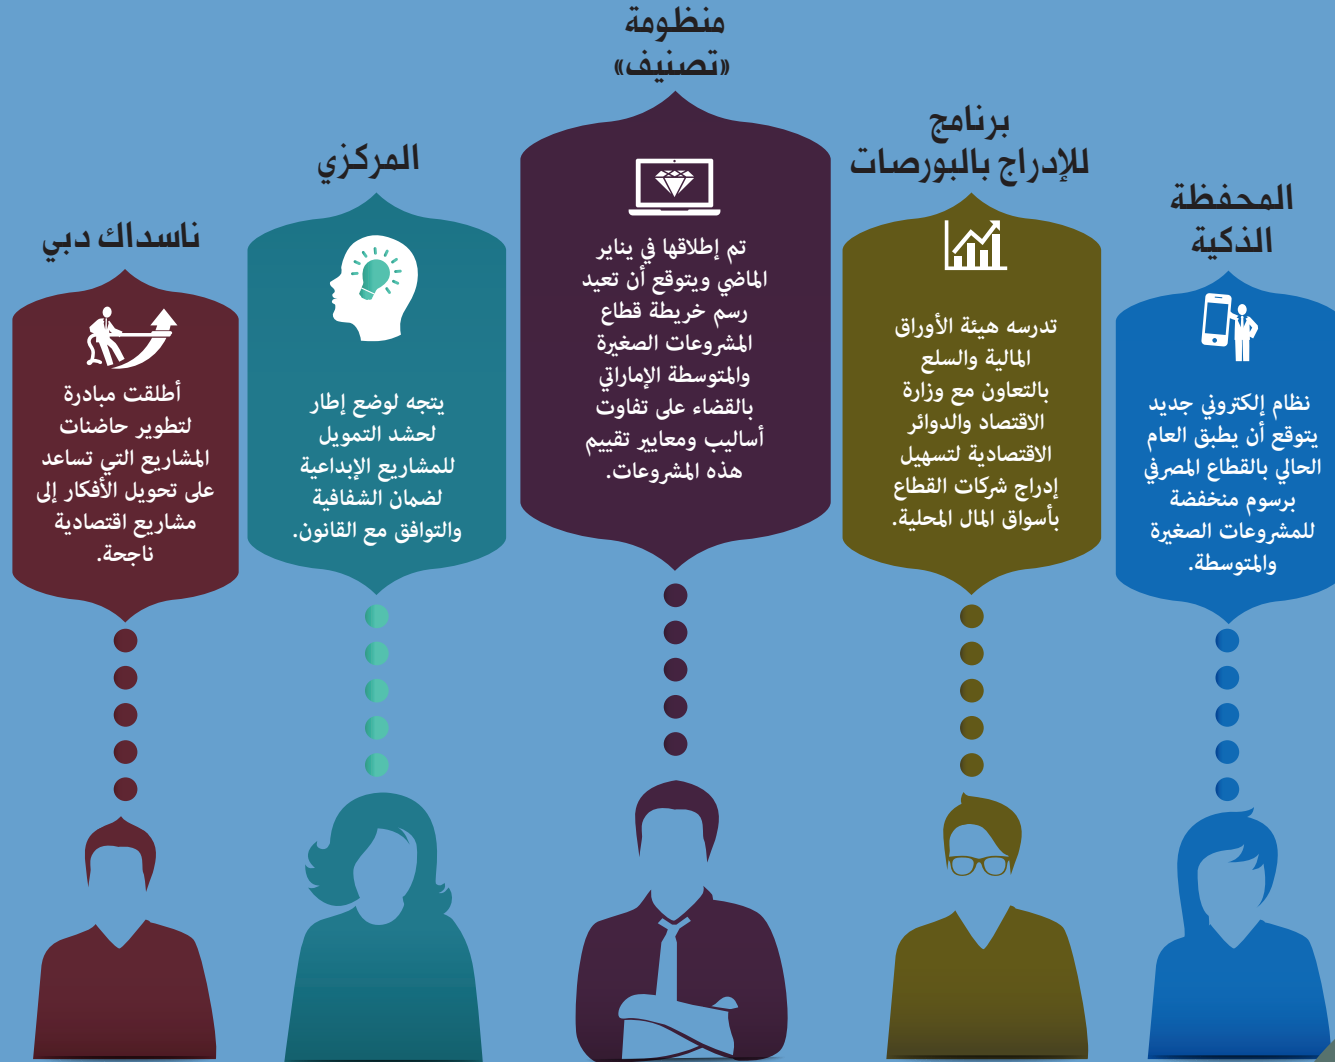 المحفظة
الذكية
نظام إلكتروني جديد
يتوقع أن يطبق العام
الحالي بالقطاع المصرفي
برسوم منخفضة
للمشروعات الصغيرة
والمتوسطة.
برنامج
للإدراج بالبورصات
تدرسه هيئة الأوراق
المالية والسلع
بالتعاون مع وزارة
الاقتصاد والدوائر
الاقتصادية لتسهيل
إدراج شركات القطاع
بأسواق المال المحلية.
منظومة
«تصنيف»
تم إطلاقها في يناير
الماضي ويتوقع أن تعيد
رسم خريطة قطاع
المشروعات الصغيرة
والمتوسطة الإماراتي
بالقضاء على تفاوت
أساليب ومعايير تقييم
هذه المشروعات.
المركزي
يتجه لوضع إطار
لحشد التمويل
للمشاريع الإبداعية
لضمان الشفافية
والتوافق مع القانون.
ناسداك دبي
أطلقت مبادرة
لتطوير حاضنات
المشاريع التي تساعد
على تحويل الأفكار إلى
مشاريع اقتصادية
ناجحة.